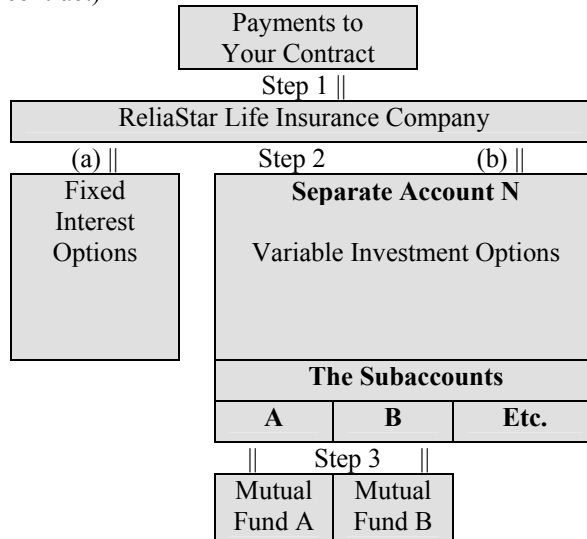 Payments to
Your Contract
Step 1 ||
ReliaStar Life Insurance Company
(a) || Step 2 (b) ||
Fixed
Interest
Options
Separate Account N
Variable Investment Options
The Subaccounts
A B Etc.
|| Step 3 ||
Mutual
Fund A
Mutual
Fund B